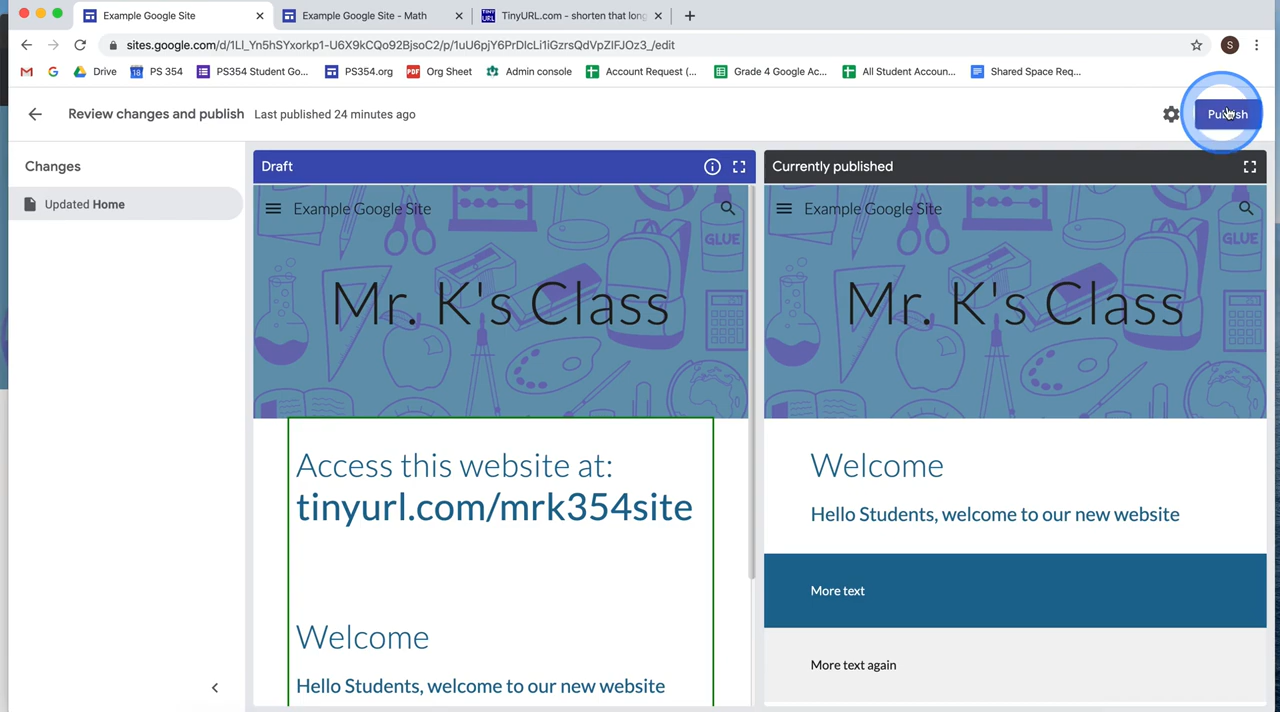 Example Google Site
Example Google Site - Math
TINY URL TinyURL.com - shorten that long
sites.google.com/d/1Ll_Yn5hSYxorkp1-U6X9kCQo92BjsoC2/p/1uU6pjY6PrDlcLi1iGzrsQdVpZlFJOz3_/edit
S
Drive
18 PS 354
PS354 Student Go...
PS354.org
PDF Org Sheet
Admin console
Account Request (...
Grade 4 Google Ac...
All Student Accoun...
Shared Space Req...
Review changes and publish
Last published 24 minutes ago
Publish
Changes
Updated Home
Draft
Example Google Site
GLUE
Mr. K's Class
Access this website at:
tinyurl.com/mrk354site
Welcome
Hello Students, welcome to our new website
Currently published
Example Google Site
GLUE
Mr. K's Class
Welcome
Hello Students, welcome to our new website
More text
More text again